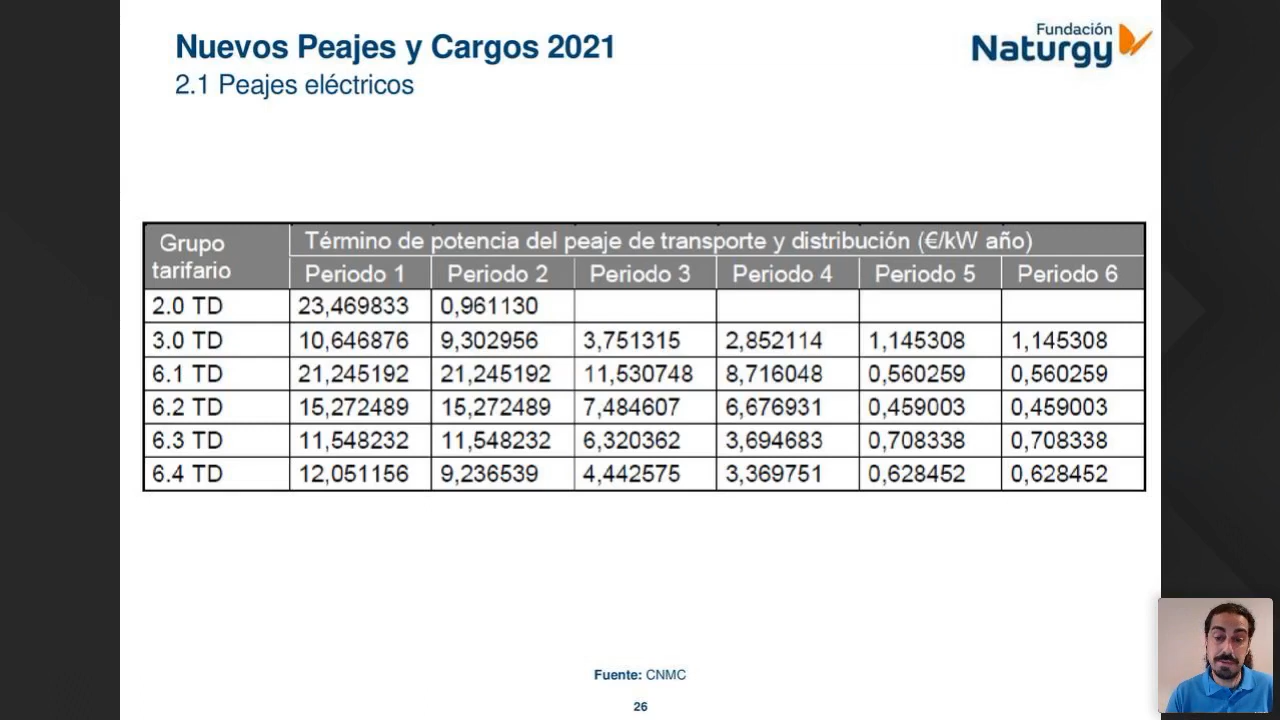 Nuevos Peajes y Cargos 2021
2.1 Peajes eléctricos
Fundación
Naturgy
Grupo tarifario Término de potencia del peaje de transporte y distribución (€/kW año)
Periodo 1 Periodo 2 Periodo 3 Periodo 4 Periodo 5 Periodo 6
2.0 TD 23,469833 0,961130
3.0 TD 10,646876 9,302956 3,751315 2,852114 1,145308 1,145308
6.1 TD 21,245192 21,245192 11,530748 8,716048 0,560259 0,560259
6.2 TD 15,272489 15,272489 7,484607 6,676931 0,459003 0,459003
6.3 TD 11,548232 11,548232 6,320362 3,694683 0,708338 0,708338
6.4 TD 12,051156 9,236539 4,442575 3,369751 0,628452 0,628452
Fuente: CNMC
26